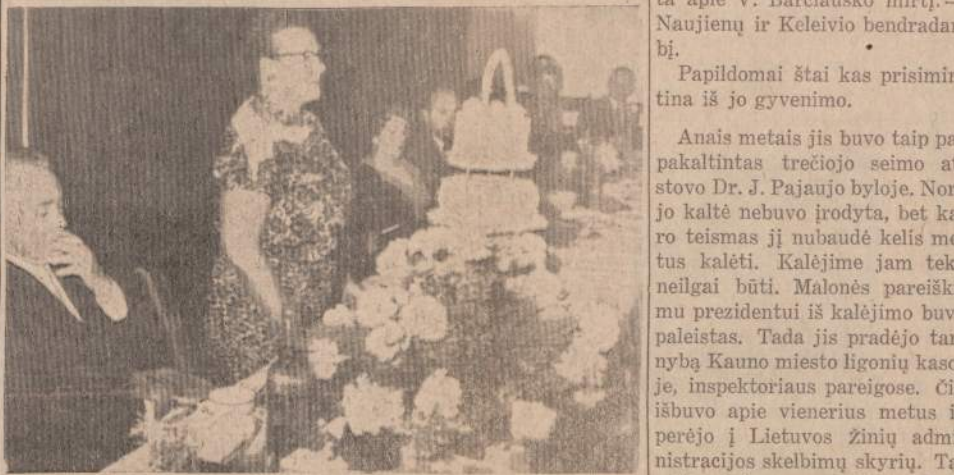 ta apie V. Barčiausko mirtį.—
Naujienų ir Keleivio bendradar
bį.
Papildomai štai kas prisimin
tina iš jo gyvenimo.
Anais metais jis buvo taip pa
pakaltintas trečiojo seimo at
stovo Dr. J. Pajaujo byloje. Nor
jo kaltė nebuvo įrodyta, bet ka
ro teismas jį nubaudė kelis me
tus kalėti. Kalėjime jam tek
neilgai būti. Malonės pareiški
mu prezidentui iš kalėjimo buv
paleistas. Tada jis pradėjo tar
nybą Kauno miesto ligonių kaso
je, inspektoriaus pareigose. Či
išbuvo apie vienerius metus i
perėjo į Lietuvos Žinių admi
nistracijos skelbimų skyrių. Ta